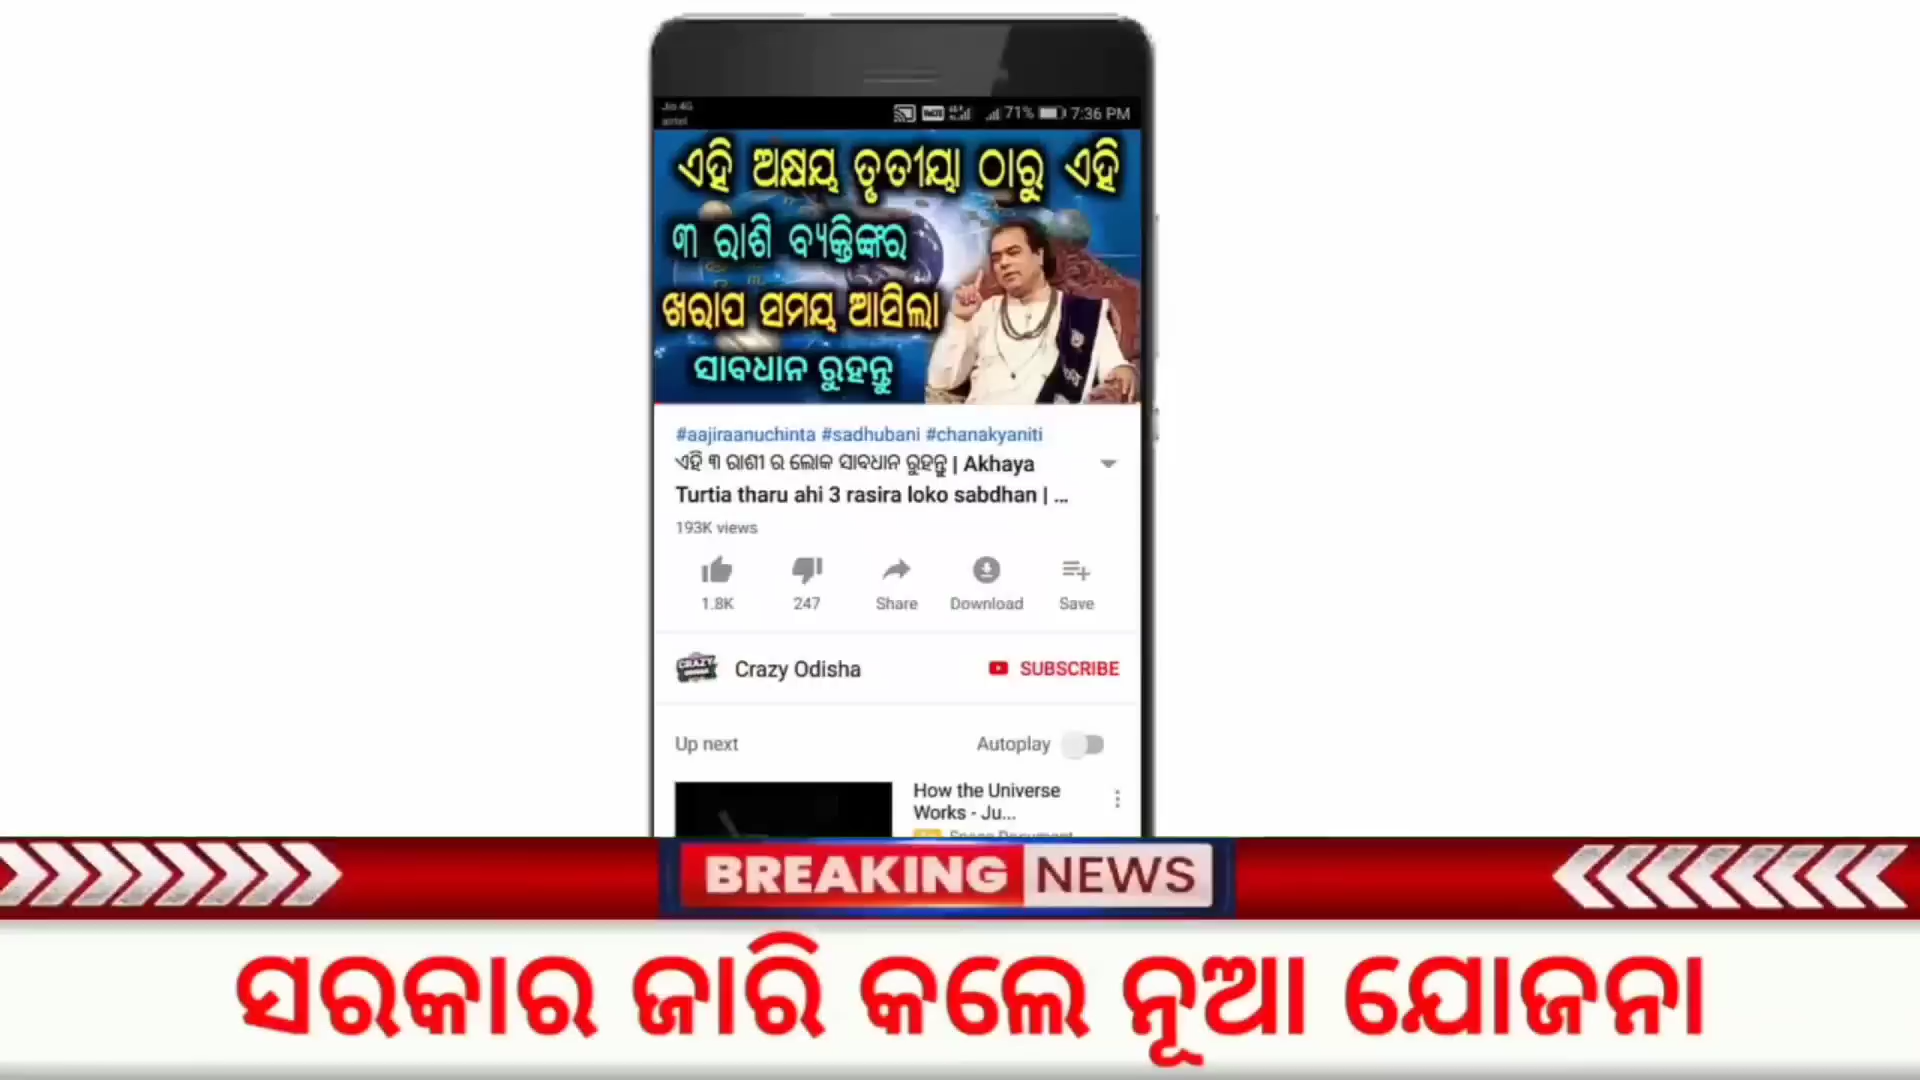 Jio 4G
airtel
71% 7:36 PM
ଏହି ଅକ୍ଷୟ ତୃତୀୟା ଠାରୁ ଏହି
୩ ରାଶି ବ୍ୟକ୍ତିଙ୍କର
ଖରାପ ସମୟ ଆସିଲା
ସାବଧାନ ରୁହନ୍ତୁ
#aajiraanuchinta #sadhubani #chanakyaniti
ଏହି ୩ ରାଶୀ ର ଲୋକ ସାବଧାନ ରୁହନ୍ତୁ | Akhaya
Turtia tharu ahi 3 rasira loko sabdhan | ...
193K views
1.8K 247 Share Download Save
CRAZY
Crazy Odisha SUBSCRIBE
Up next Autoplay
How the Universe
Works - Ju...
BREAKING NEWS
ସରକାର ଜାରି କଲେ ନୂଆ ଯୋଜନା